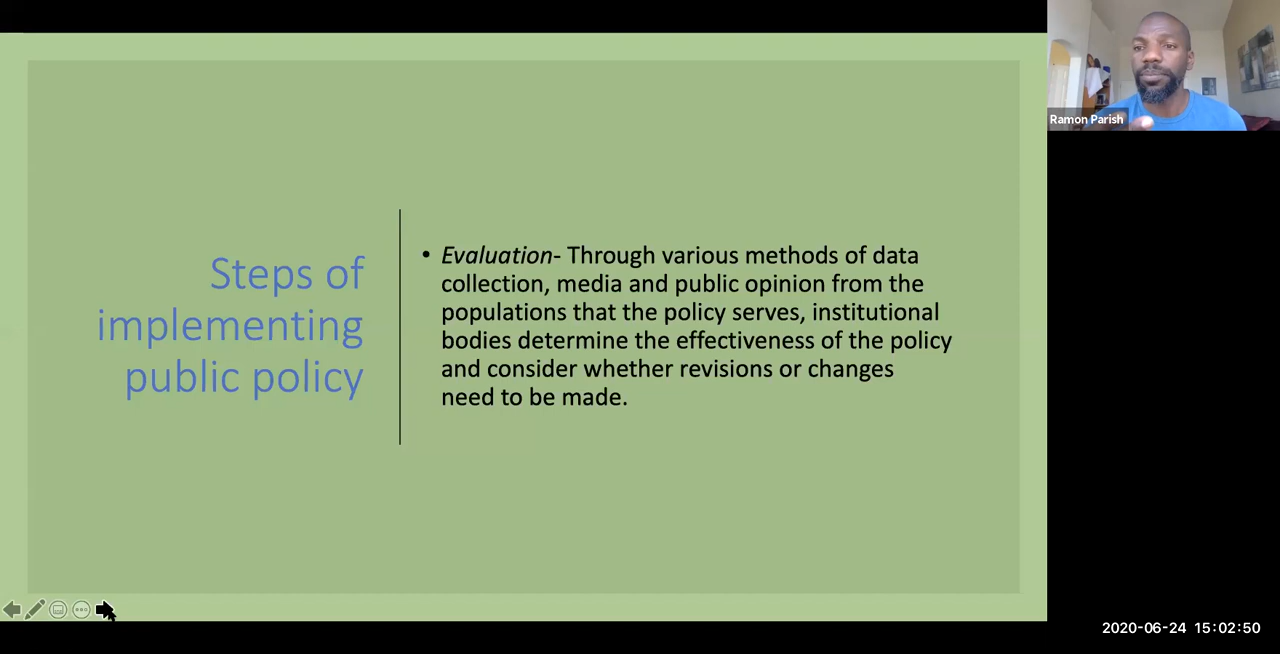 Steps of
implementing
public policy
• Evaluation- Through various methods of data
collection, media and public opinion from the
populations that the policy serves, institutional
bodies determine the effectiveness of the policy
and consider whether revisions or changes
need to be made.
Ramon Parish
2020-06-24 15:02:50